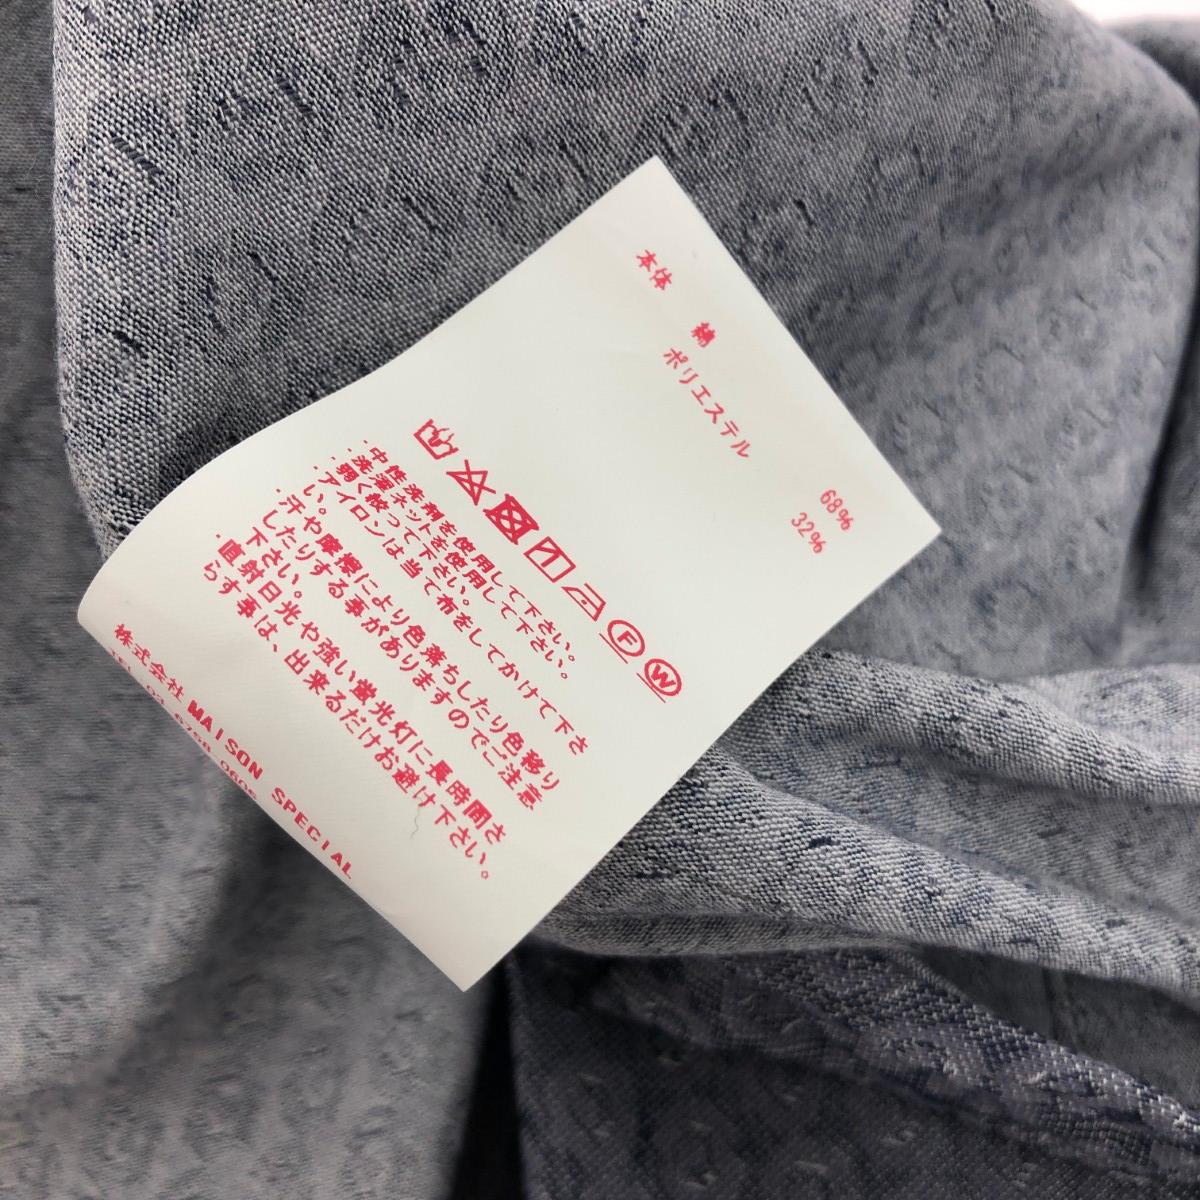 本体
綿 68%
ポリエステル 32%
・中性洗剤を使用して下さい。
・洗濯ネットを使用して下さい。
・弱く絞って下さい。
・アイロンは当て布をしてかけて下さ
い。
・汗や摩擦により色落ちしたり色移り
したりする事がありますのでご注意
下さい。
・直射日光や強い蛍光灯に長時間さ
らす事は、出来るだけお避け下さい。
株式会社 MAISON SPECIAL